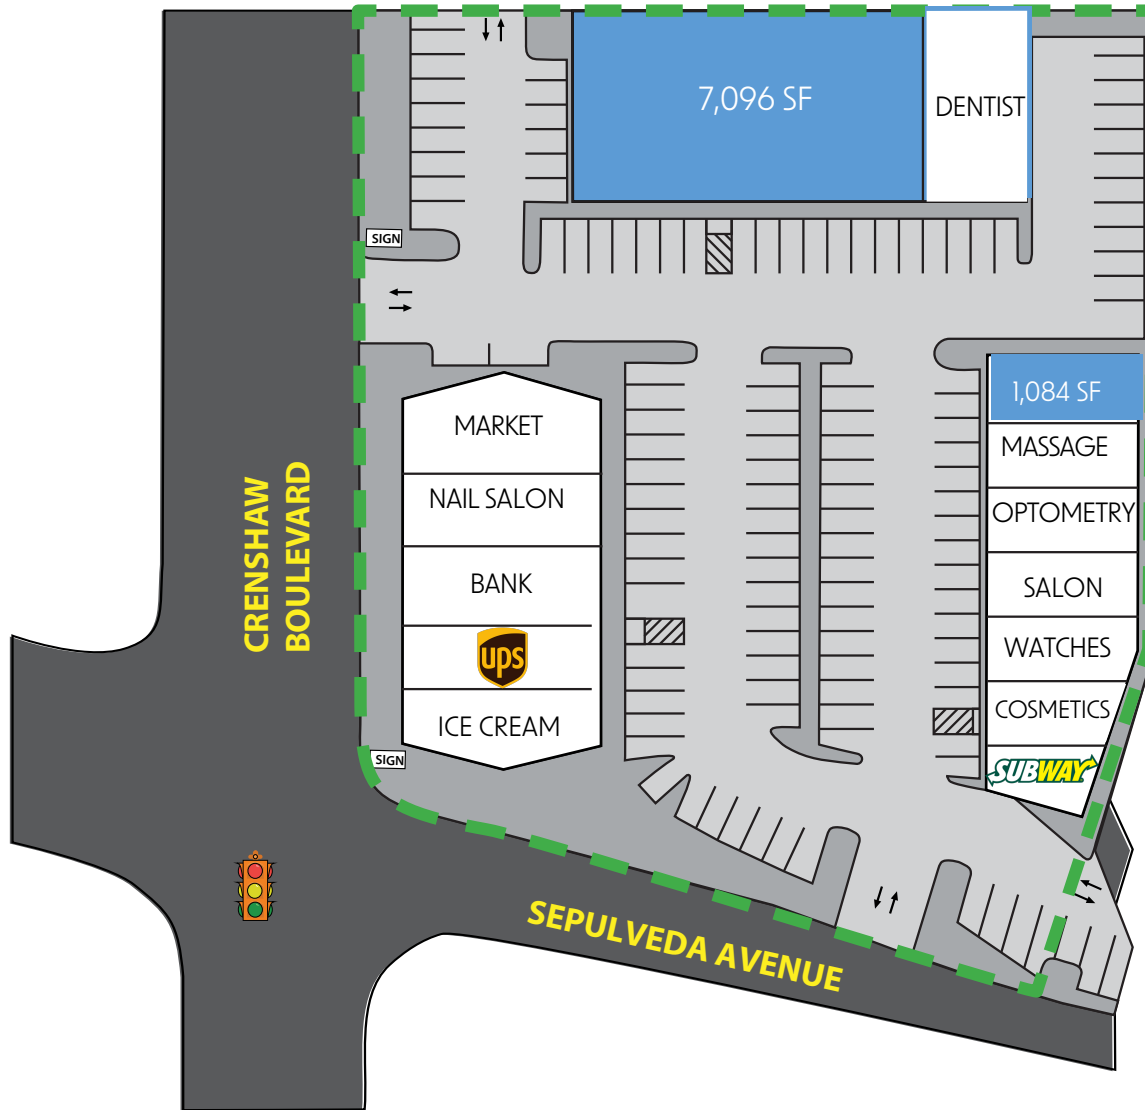 7,096 SF
DENTIST
SIGN
1,084 SF
MARKET
MASSAGE
NAIL SALON
OPTOMETRY
CRENSHAW
BOULEVARD
BANK
SALON
ups
WATCHES
ICE CREAM
COSMETICS
SIGN
SUBWAY
SEPULVEDA AVENUE